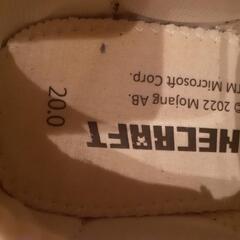 NECRAFT
© 2022 Mojang AB.
TM Microsoft Corp.
20.0